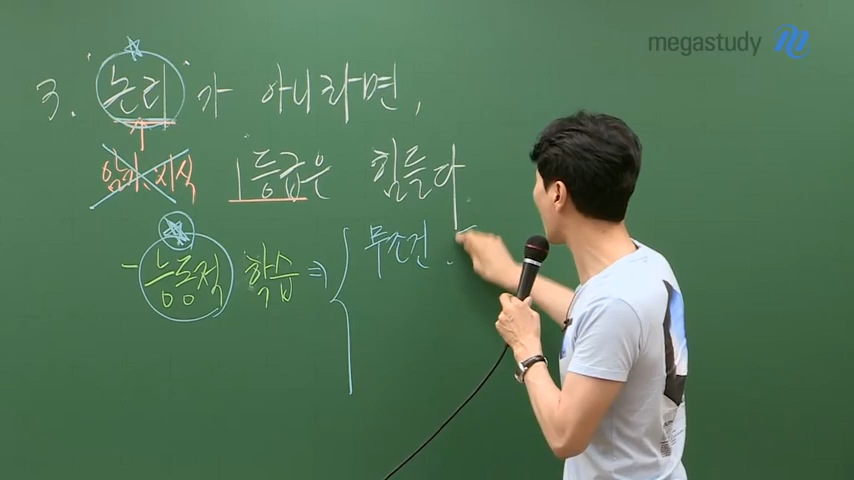 megastudy
3. 논리가 아니라면,
암기, 지식 1등급은 힘들다.
- 능동적 학습 ⇒ { 무조건.